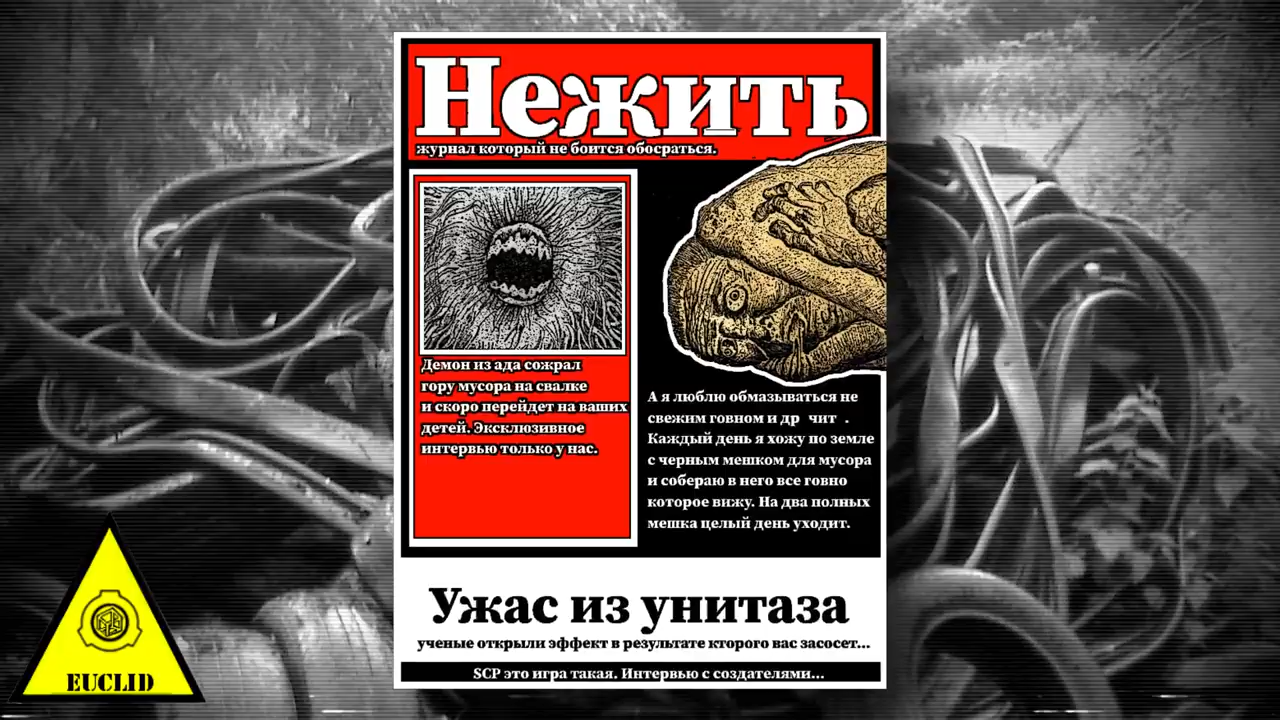 Нежить
журнал который не боится обосраться.
Демон из ада сожрал
гору мусора на свалке
и скоро перейдет на ваших
детей. Эксклюзивное
интервью только у нас.
А я люблю обмазываться не
свежим говном и др чит .
Каждый день я хожу по земле
с черным мешком для мусора
и собераю в него все говно
которое вижу. На два полных
мешка целый день уходит.
Ужас из унитаза
ученые открыли эффект в результате кторого вас засосет...
SCP это игра такая. Интервью с создателями...
EUCLID